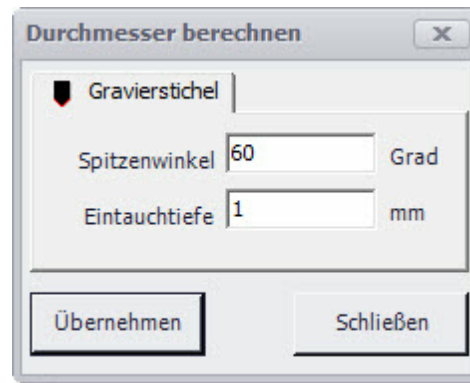 Durchmesser berechnen
Gravierstichel
Spitzenwinkel 60 Grad
Eintauchtiefe 1 mm
Übernehmen Schließen